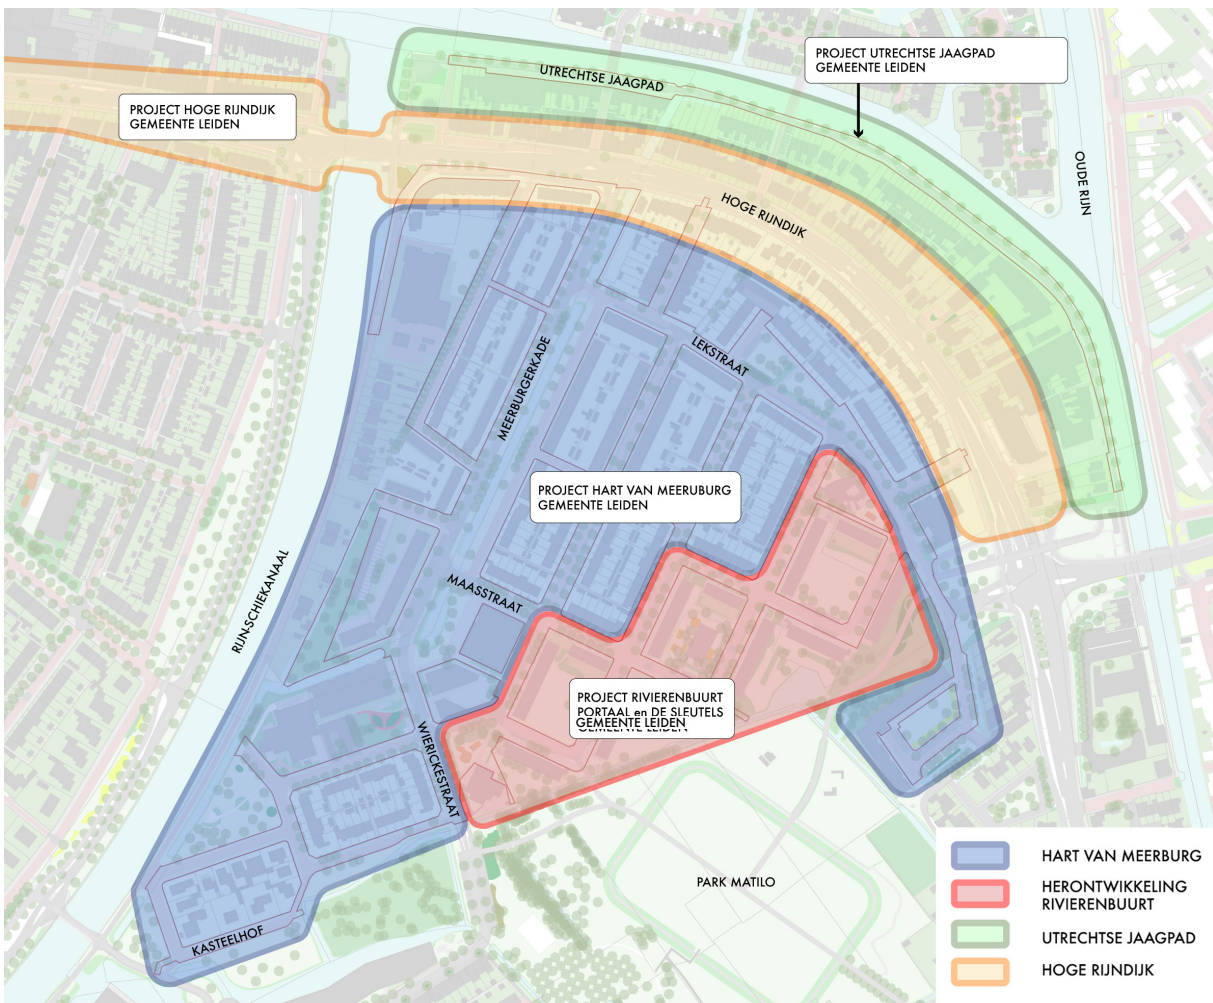 PROJECT UTRECHTSE JAAGPAD
GEMEENTE LEIDEN
UTRECHTSE JAAGPAD
PROJECT HOGE RIJNDIJK
GEMEENTE LEIDEN
OUDE RIJN
HOGE RIJNDIJK
LEKSTRAAT
MEERBURGERKADE
PROJECT HART VAN MEERUBURG
GEMEENTE LEIDEN
RIJN-SCHIEKANAAL
MAASSTRAAT
PROJECT RIVIERENBUURT
PORTAAL en DE SLEUTELS
GEMEENTE LEIDEN
WIERICKESTRAAT
PARK MATILO
KASTEELHOF
HART VAN MEERBURG
HERONTWIKKELING
RIVIERENBUURT
UTRECHTSE JAAGPAD
HOGE RIJNDIJK